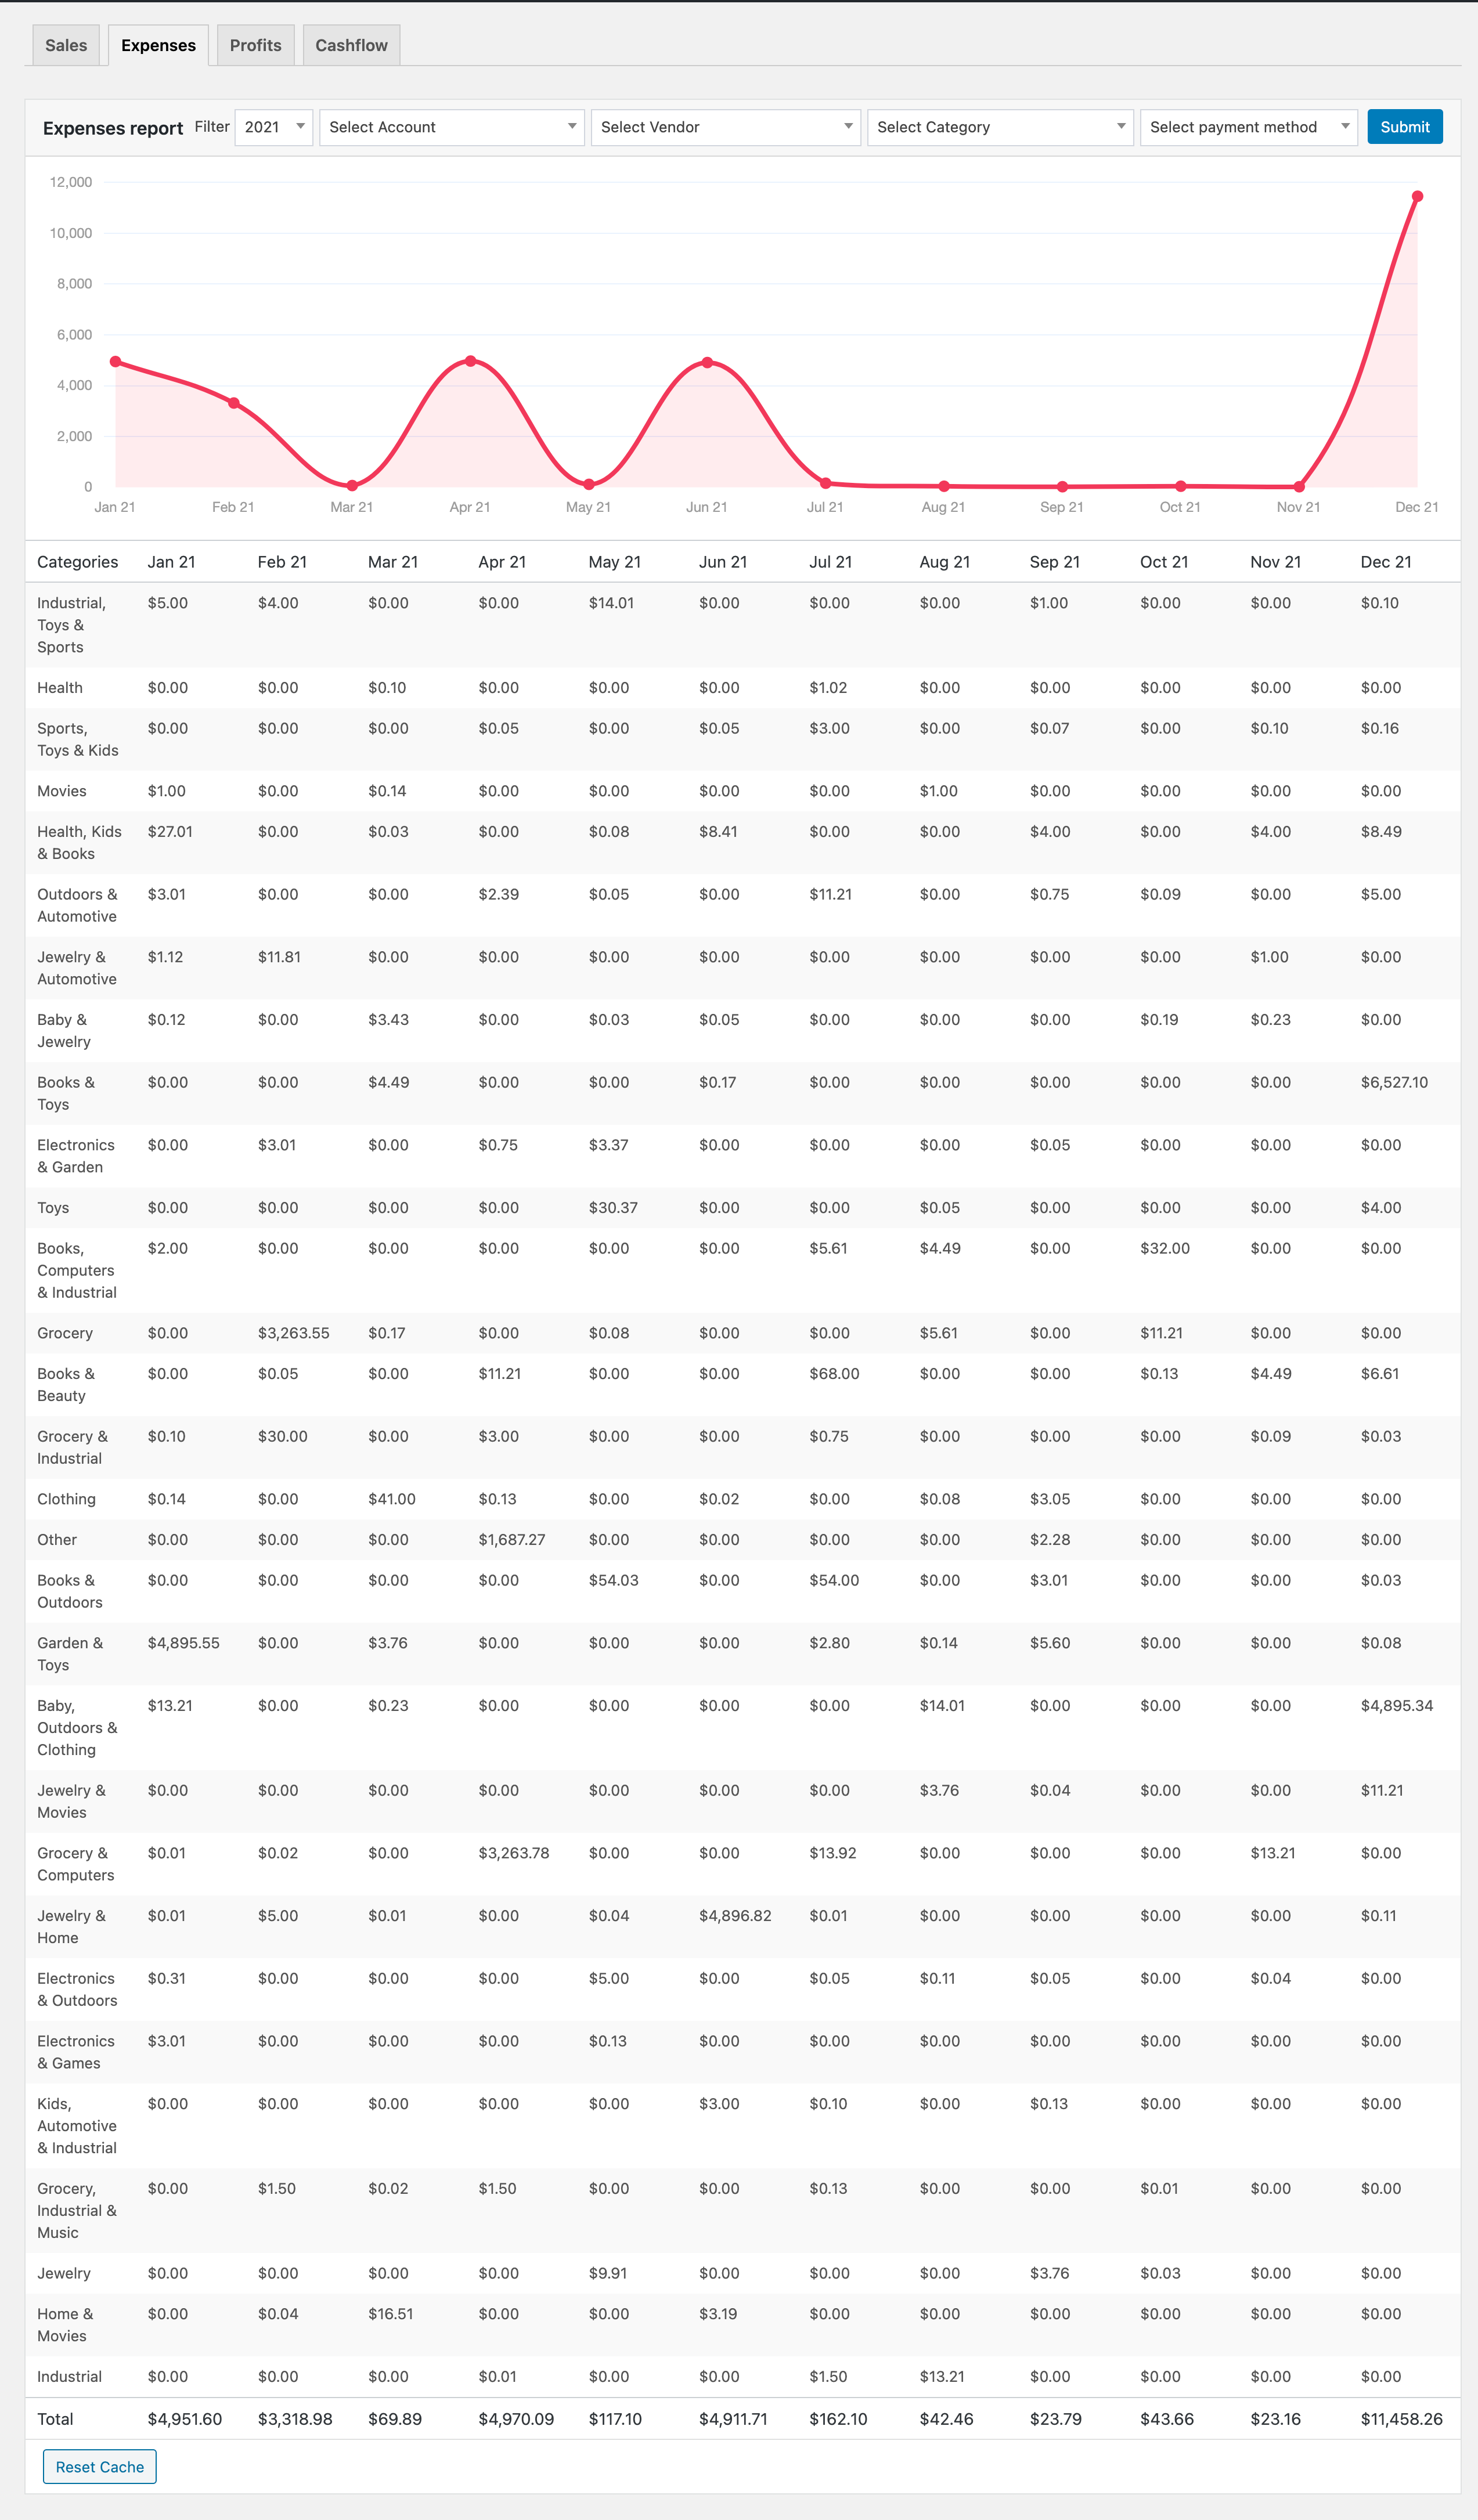 Sales Expenses Profits Cashflow
Expenses report Filter 2021 Select Account Select Vendor Select Category Select payment method Submit
12,000
10,000
8,000
6,000
4,000
2,000
0
Jan 21 Feb 21 Mar 21 Apr 21 May 21 Jun 21 Jul 21 Aug 21 Sep 21 Oct 21 Nov 21 Dec 21
Categories Jan 21 Feb 21 Mar 21 Apr 21 May 21 Jun 21 Jul 21 Aug 21 Sep 21 Oct 21 Nov 21 Dec 21
Industrial, $5.00 $4.00 $0.00 $0.00 $14.01 $0.00 $0.00 $0.00 $1.00 $0.00 $0.00 $0.10
Toys &
Sports
Health $0.00 $0.00 $0.10 $0.00 $0.00 $0.00 $1.02 $0.00 $0.00 $0.00 $0.00 $0.00
Sports, $0.00 $0.00 $0.00 $0.05 $0.00 $0.05 $3.00 $0.00 $0.07 $0.00 $0.10 $0.16
Toys & Kids
Movies $1.00 $0.00 $0.14 $0.00 $0.00 $0.00 $0.00 $1.00 $0.00 $0.00 $0.00 $0.00
Health, Kids $27.01 $0.00 $0.03 $0.00 $0.08 $8.41 $0.00 $0.00 $4.00 $0.00 $4.00 $8.49
& Books
Outdoors & $3.01 $0.00 $0.00 $2.39 $0.05 $0.00 $11.21 $0.00 $0.75 $0.09 $0.00 $5.00
Automotive
Jewelry & $1.12 $11.81 $0.00 $0.00 $0.00 $0.00 $0.00 $0.00 $0.00 $0.00 $1.00 $0.00
Automotive
Baby & $0.12 $0.00 $3.43 $0.00 $0.03 $0.05 $0.00 $0.00 $0.00 $0.19 $0.23 $0.00
Jewelry
Books & $0.00 $0.00 $4.49 $0.00 $0.00 $0.17 $0.00 $0.00 $0.00 $0.00 $0.00 $6,527.10
Toys
Electronics $0.00 $3.01 $0.00 $0.75 $3.37 $0.00 $0.00 $0.00 $0.05 $0.00 $0.00 $0.00
& Garden
Toys $0.00 $0.00 $0.00 $0.00 $30.37 $0.00 $0.00 $0.05 $0.00 $0.00 $0.00 $4.00
Books, $2.00 $0.00 $0.00 $0.00 $0.00 $0.00 $5.61 $4.49 $0.00 $32.00 $0.00 $0.00
Computers
& Industrial
Grocery $0.00 $3,263.55 $0.17 $0.00 $0.08 $0.00 $0.00 $5.61 $0.00 $11.21 $0.00 $0.00
Books & $0.00 $0.05 $0.00 $11.21 $0.00 $0.00 $68.00 $0.00 $0.00 $0.13 $4.49 $6.61
Beauty
Grocery & $0.10 $30.00 $0.00 $3.00 $0.00 $0.00 $0.75 $0.00 $0.00 $0.00 $0.09 $0.03
Industrial
Clothing $0.14 $0.00 $41.00 $0.13 $0.00 $0.02 $0.00 $0.08 $3.05 $0.00 $0.00 $0.00
Other $0.00 $0.00 $0.00 $1,687.27 $0.00 $0.00 $0.00 $0.00 $2.28 $0.00 $0.00 $0.00
Books & $0.00 $0.00 $0.00 $0.00 $54.03 $0.00 $54.00 $0.00 $3.01 $0.00 $0.00 $0.03
Outdoors
Garden & $4,895.55 $0.00 $3.76 $0.00 $0.00 $0.00 $2.80 $0.14 $5.60 $0.00 $0.00 $0.08
Toys
Baby, $13.21 $0.00 $0.23 $0.00 $0.00 $0.00 $0.00 $14.01 $0.00 $0.00 $0.00 $4,895.34
Outdoors &
Clothing
Jewelry & $0.00 $0.00 $0.00 $0.00 $0.00 $0.00 $0.00 $3.76 $0.04 $0.00 $0.00 $11.21
Movies
Grocery & $0.01 $0.02 $0.00 $3,263.78 $0.00 $0.00 $13.92 $0.00 $0.00 $0.00 $13.21 $0.00
Computers
Jewelry & $0.01 $5.00 $0.01 $0.00 $0.04 $4,896.82 $0.01 $0.00 $0.00 $0.00 $0.00 $0.11
Home
Electronics $0.31 $0.00 $0.00 $0.00 $5.00 $0.00 $0.05 $0.11 $0.05 $0.00 $0.04 $0.00
& Outdoors
Electronics $3.01 $0.00 $0.00 $0.00 $0.13 $0.00 $0.00 $0.00 $0.00 $0.00 $0.00 $0.00
& Games
Kids, $0.00 $0.00 $0.00 $0.00 $0.00 $3.00 $0.10 $0.00 $0.13 $0.00 $0.00 $0.00
Automotive
& Industrial
Grocery, $0.00 $1.50 $0.02 $1.50 $0.00 $0.00 $0.13 $0.00 $0.00 $0.01 $0.00 $0.00
Industrial &
Music
Jewelry $0.00 $0.00 $0.00 $0.00 $9.91 $0.00 $0.00 $0.00 $3.76 $0.03 $0.00 $0.00
Home & $0.00 $0.04 $16.51 $0.00 $0.00 $3.19 $0.00 $0.00 $0.00 $0.00 $0.00 $0.00
Movies
Industrial $0.00 $0.00 $0.00 $0.01 $0.00 $0.00 $1.50 $13.21 $0.00 $0.00 $0.00 $0.00
Total $4,951.60 $3,318.98 $69.89 $4,970.09 $117.10 $4,911.71 $162.10 $42.46 $23.79 $43.66 $23.16 $11,458.26
Reset Cache